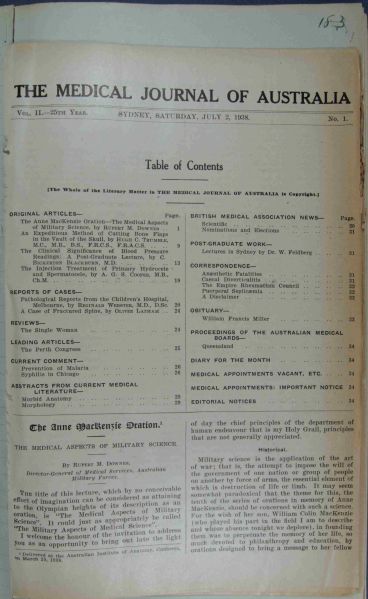 15-3
THE MEDICAL JOURNAL OF AUSTRALIA
VOL. II.—25TH YEAR. SYDNEY, SATURDAY, JULY 2, 1938. No. 1.
Table of Contents
[The Whole of the Literary Matter in THE MEDICAL JOURNAL OF AUSTRALIA is Copyright.]
ORIGINAL ARTICLES— Page.
The Anne MacKenzie Oration—The Medical Aspects
of Military Science, by RUPERT M. DOWNES 1
An Expeditious Method of Cutting Bone Flaps
in the Vault of the Skull, by HUGH C. TRUMBLE,
M.C., M.B., B.S., F.R.C.S., F.R.A.C.S. 9
The Clinical Significance of Blood Pressure
Readings: A Post-Graduate Lecture, by C.
BICKERTON BLACKBURN, M.D. 13
The Injection Treatment of Primary Hydrocele
and Spermatocele, by A. G. S. COOPER, M.B.,
Ch.M. 19
REPORTS OF CASES—
Pathological Reports from the Children's Hospital,
Melbourne, by REGINALD WEBSTER, M.D., D.Sc. 20
A Case of Fractured Spine, by OLIVER LATHAM 24
REVIEWS—
The Single Woman 24
LEADING ARTICLES—
The Perth Congress 25
CURRENT COMMENT—
Prevention of Malaria 26
Syphilis in Chicago 26
ABSTRACTS FROM CURRENT MEDICAL
LITERATURE—
Morbid Anatomy 28
Morphology 29
BRITISH MEDICAL ASSOCIATION NEWS— Page.
Scientific 30
Nominations and Elections 31
POST-GRADUATE WORK—
Lectures in Sydney by Dr. W. Feldberg 31
CORRESPONDENCE—
Anæsthetic Fatalities 31
Casual Diverticulitis 31
The Empire Rheumatism Council 32
Puerperal Septicæmia 32
A Disclaimer 32
OBITUARY—
William Francis Miller 33
PROCEEDINGS OF THE AUSTRALIAN MEDICAL
BOARDS—
Queensland 34
DIARY FOR THE MONTH 34
MEDICAL APPOINTMENTS VACANT, ETC. 34
MEDICAL APPOINTMENTS: IMPORTANT NOTICE 34
EDITORIAL NOTICES 34
The Anne MacKenzie Oration.¹
THE MEDICAL ASPECTS OF MILITARY SCIENCE.
By RUPERT M. DOWNES,
Director-General of Medical Services, Australian
Military Forces.
THE title of this lecture, which by no conceivable
effort of imagination can be considered as attaining
to the Olympian heights of its description as an
oration, is "The Medical Aspects of Military
Science". It could just as appropriately be called
"The Military Aspects of Medical Science".
I welcome the honour of the invitation to address
you as an opportunity to bring out into the light
¹ Delivered at the Australian Institute of Anatomy, Canberra,
on March 23, 1938.
of day the chief principles of the department of
human endeavour that is my Holy Grail, principles
that are not generally appreciated.
Historical.
Military science is the application of the art
of war; that is, the attempt to impose the will of
the government of one nation or group of people
on another by force of arms, the essential element of
which is destruction of life or limb. It may seem
somewhat paradoxical that the theme for this, the
tenth of the series of orations in memory of Anne
MacKenzie, should be concerned with such a science.
For the wish of her son, William Colin MacKenzie
(who played his part in the field I am to describe
and whose absence tonight we deplore), in founding
them was to perpetuate the memory of her life, so
much devoted to philanthropy and education, by
orations designed to bring a message to her fellow